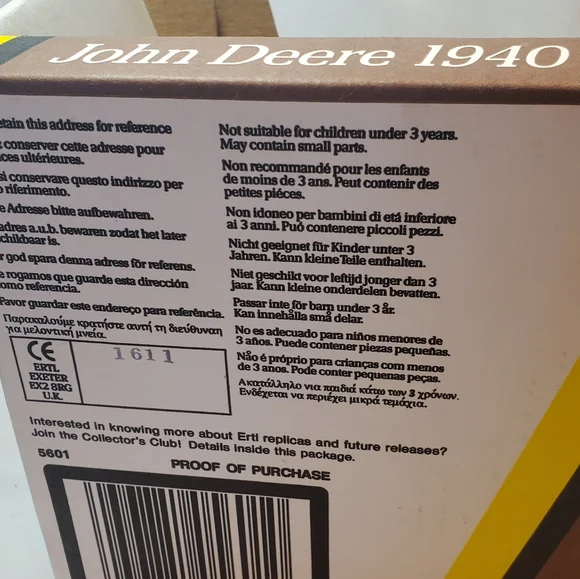 John Deere 1940
etain this address for reference
conserver cette adresse pour
ces ultérieures.
si conservare questo indirizzo per
riferimento.
e Adresse bitte aufbewahren.
adres a.u.b. bewaren zodat het later
chikbaar is.
r god spara denna adress för referens.
e rogamos que guarde esta dirección
omo referencia.
Favor guardar este endereço para referência.
Παρακαλούμε κρατήστε αυτή τη διεύθυναη
για μελοντική μνεία.
Not suitable for children under 3 years.
May contain small parts.
Non recommandé pour les enfants
de moins de 3 ans. Peut contenir des
petites piéces.
Non idoneo per bambini di etá inferiore
ai 3 anni. Puó contenere piccoli pezzi.
Nicht geeignet für Kinder unter 3
Jahren. Kann kleine Teile enthalten.
Niet geschikt voor leftijd jonger dan 3
jaar. Kann kleine onderdelen bevatten.
Passar inte för barn under 3 år.
Kan innehålla små delar.
No es adecuado para niños menores de
3 años. Puede contener piezas pequeñas.
Não é próprio para crianças com menos
de 3 anos. Pode conter pequenas peças.
Ακατάλληλο νια παιδιά κάτω των 3 χρόνων.
Ενδέχεται να περιέχει μικρά τεμάχια.
CE
ERTL
EXETER
EX2 8RG
U.K.
1611
Interested in knowing more about Ertl replicas and future releases?
Join the Collector's Club! Details inside this package.
5601
PROOF OF PURCHASE